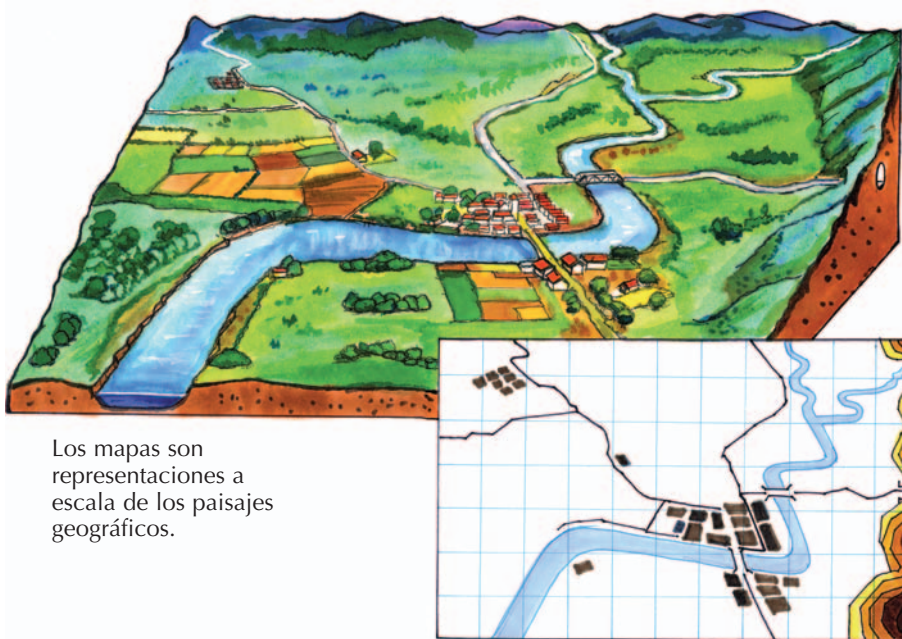 Los mapas son
representaciones a
escala de los paisajes
geográficos.